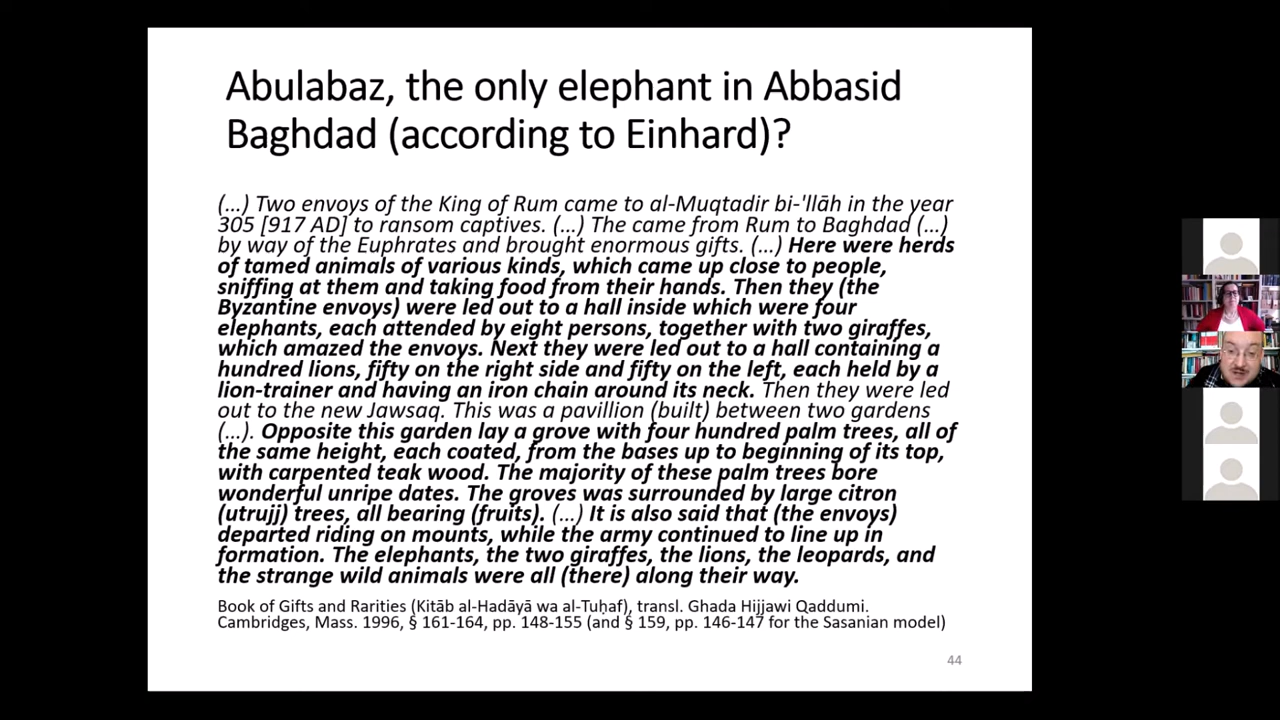 Abulabaz, the only elephant in Abbasid
Baghdad (according to Einhard)?
(…) Two envoys of the King of Rum came to al-Muqtadir bi-'llāh in the year
305 [917 AD] to ransom captives. (…) The came from Rum to Baghdad (…)
by way of the Euphrates and brought enormous gifts. (…) Here were herds
of tamed animals of various kinds, which came up close to people,
sniffing at them and taking food from their hands. Then they (the
Byzantine envoys) were led out to a hall inside which were four
elephants, each attended by eight persons, together with two giraffes,
which amazed the envoys. Next they were led out to a hall containing a
hundred lions, fifty on the right side and fifty on the left, each held by a
lion-trainer and having an iron chain around its neck. Then they were led
out to the new Jawsaq. This was a pavillion (built) between two gardens
(…). Opposite this garden lay a grove with four hundred palm trees, all of
the same height, each coated, from the bases up to beginning of its top,
with carpented teak wood. The majority of these palm trees bore
wonderful unripe dates. The groves was surrounded by large citron
(utrujj) trees, all bearing (fruits). (…) It is also said that (the envoys)
departed riding on mounts, while the army continued to line up in
formation. The elephants, the two giraffes, the lions, the leopards, and
the strange wild animals were all (there) along their way.
Book of Gifts and Rarities (Kitāb al-Hadāyā wa al-Tuḥaf), transl. Ghada Hijjawi Qaddumi.
Cambridges, Mass. 1996, § 161-164, pp. 148-155 (and § 159, pp. 146-147 for the Sasanian model)
44